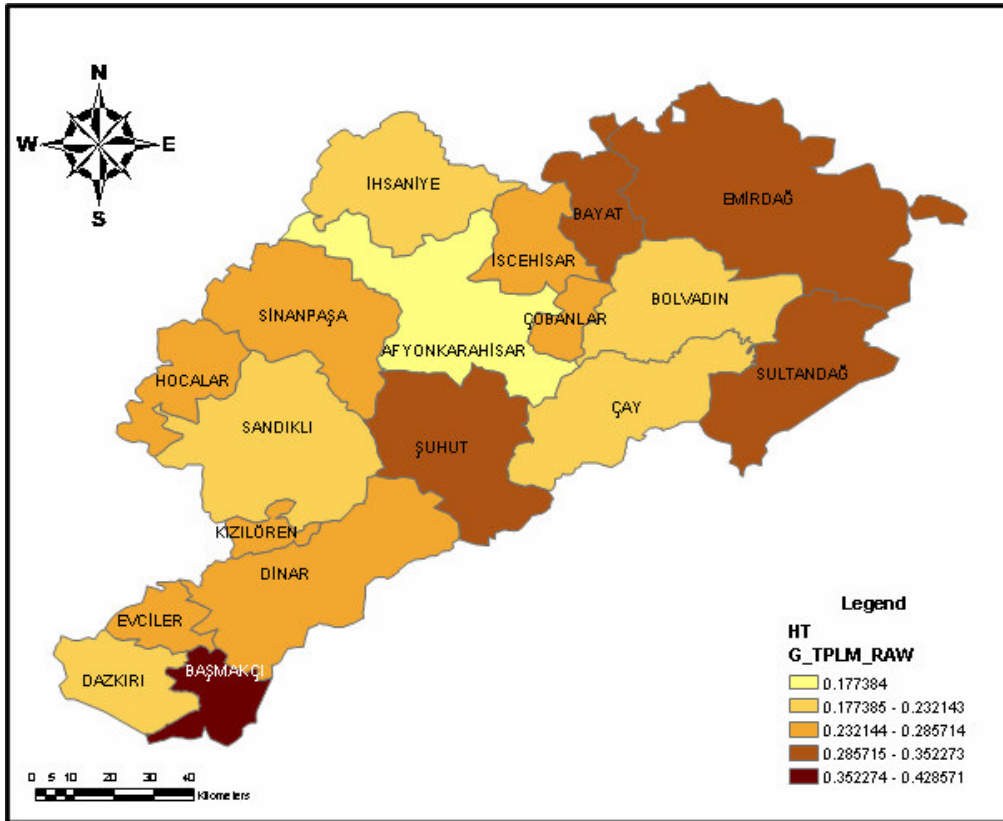 N
W E
S
İHSANİYE
BAYAT
EMİRDAĞ
İSCEHİSAR
BOLVADIN
SİNANPAŞA
ÇOBANLAR
AFYONKARAHİSAR
HOCALAR
SULTANDAĞ
ÇAY
SANDIKLI
ŞUHUT
KIZILÖREN
DİNAR
EVCİLER
BAŞMAKÇI
DAZKIRI
Legend
HT
G_TPLM_RAW
0.177384
0.177385 - 0.232143
0.232144 - 0.285714
0.285715 - 0.352273
0.352274 - 0.428571
0 5 10 20 30 40
Kilometers